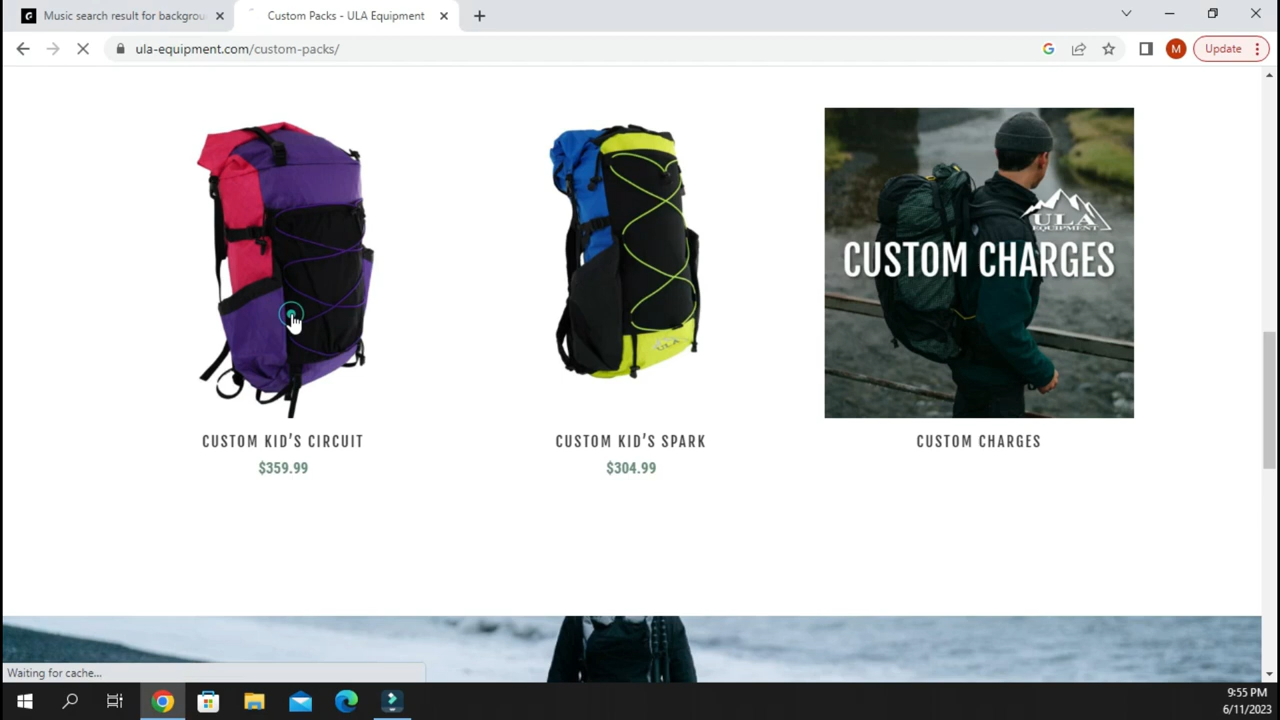 Music search result for backgrou
Custom Packs - ULA Equipment
ula-equipment.com/custom-packs/
M
Update
ULA
EQUIPMENT
CUSTOM CHARGES
ULA
CUSTOM KID'S CIRCUIT
CUSTOM KID'S SPARK
CUSTOM CHARGES
$359.99
$304.99
Waiting for cache...
9:55 PM
6/11/2023